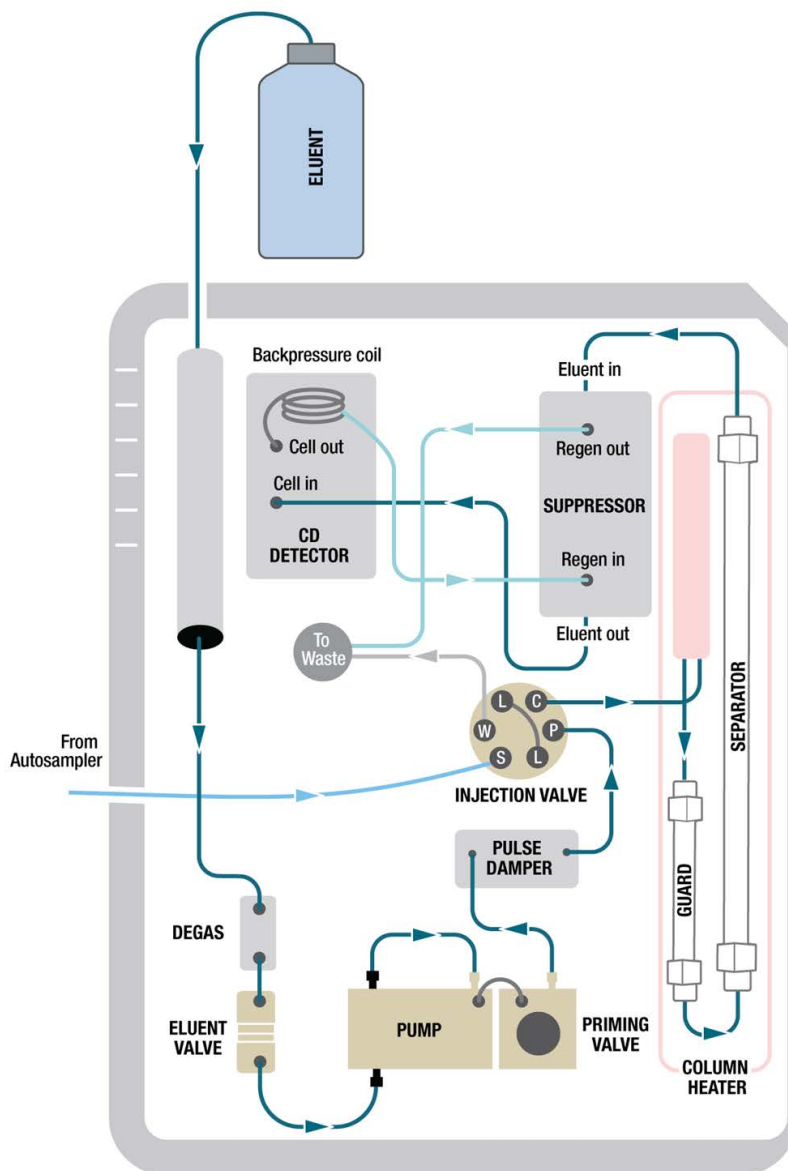 ELUENT
Backpressure coil
Cell out
Cell in
CD
DETECTOR
Eluent in
Regen out
SUPPRESSOR
Regen in
Eluent out
To
Waste
L
C
W
P
S
L
INJECTION VALVE
From
Autosampler
PULSE
DAMPER
SEPARATOR
GUARD
DEGAS
ELUENT
VALVE
PUMP
PRIMING
VALVE
COLUMN
HEATER